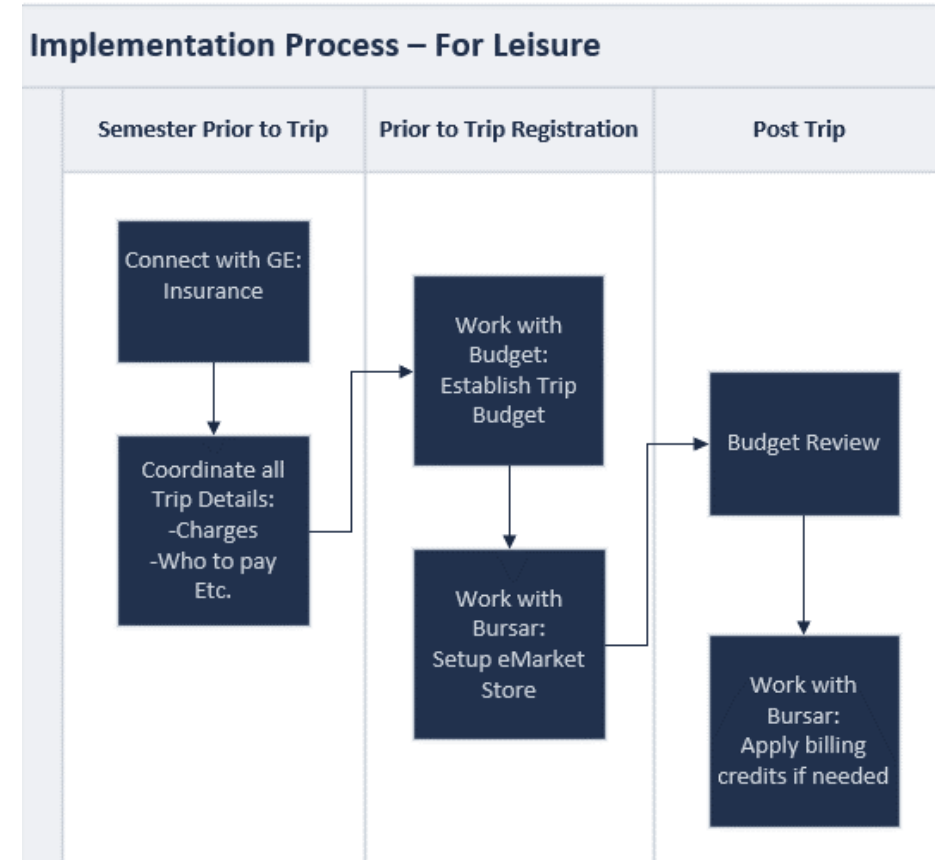 Implementation Process – For Leisure
Semester Prior to Trip
Prior to Trip Registration
Post Trip
Connect with GE:
Insurance
Coordinate all
Trip Details:
-Charges
-Who to pay
Etc.
Work with
Budget:
Establish Trip
Budget
Work with
Bursar:
Setup eMarket
Store
Budget Review
Work with
Bursar:
Apply billing
credits if needed